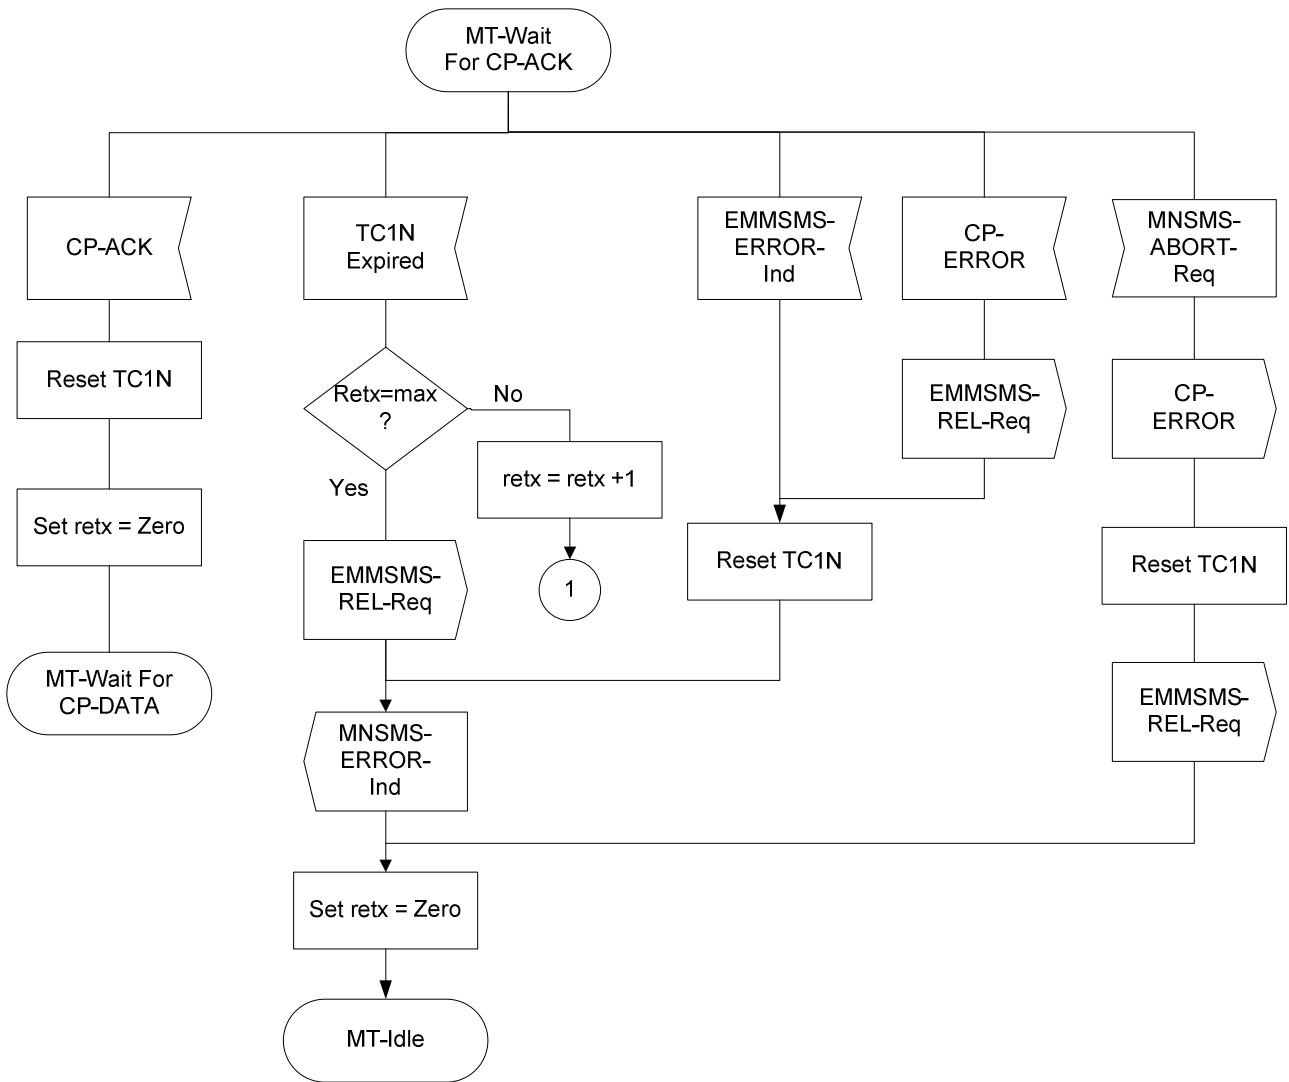 MT-Wait
For CP-ACK
CP-ACK
TC1N
Expired
EMMSMS-
ERROR-
Ind
CP-
ERROR
MNSMS-
ABORT-
Req
Reset TC1N
Retx=max
?
No
EMMSMS-
REL-Req
CP-
ERROR
retx = retx +1
Yes
Set retx = Zero
Reset TC1N
Reset TC1N
EMMSMS-
REL-Req
1
MT-Wait For
CP-DATA
EMMSMS-
REL-Req
MNSMS-
ERROR-
Ind
Set retx = Zero
MT-Idle